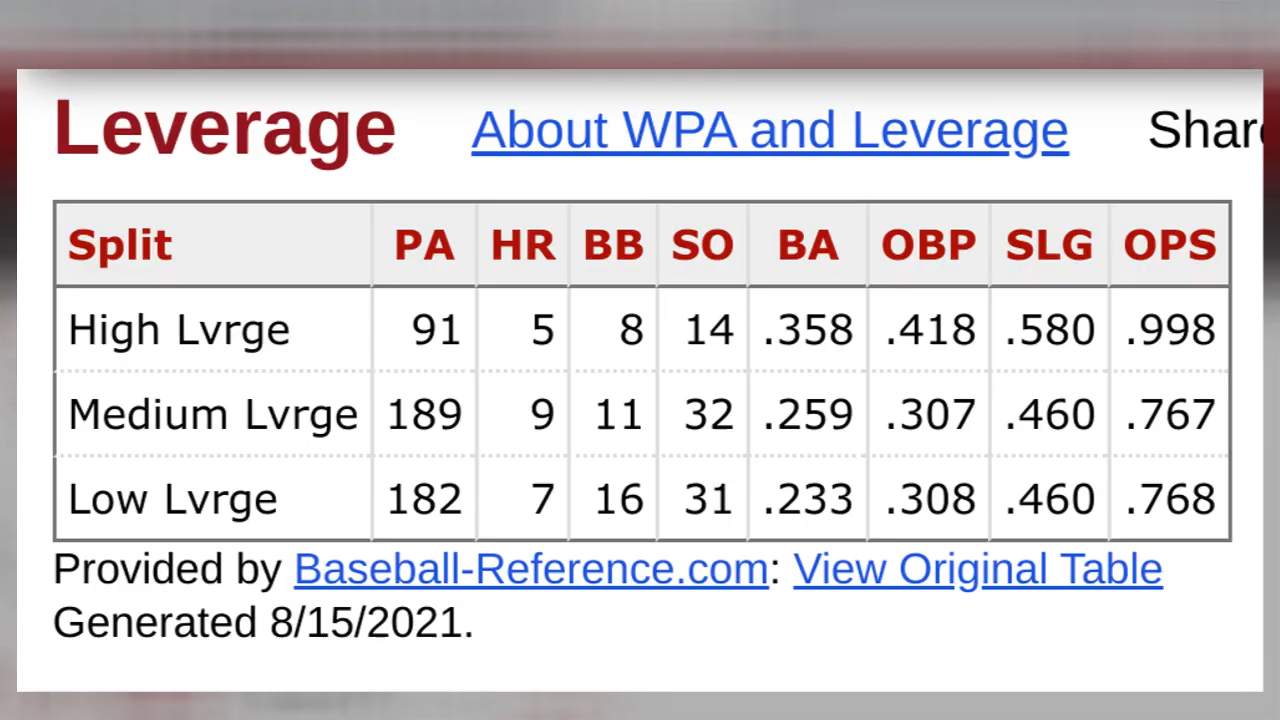 Leverage About WPA and Leverage Share
Split PA HR BB SO BA OBP SLG OPS
High Lvrge 91 5 8 14 .358 .418 .580 .998
Medium Lvrge 189 9 11 32 .259 .307 .460 .767
Low Lvrge 182 7 16 31 .233 .308 .460 .768
Provided by Baseball-Reference.com: View Original Table
Generated 8/15/2021.